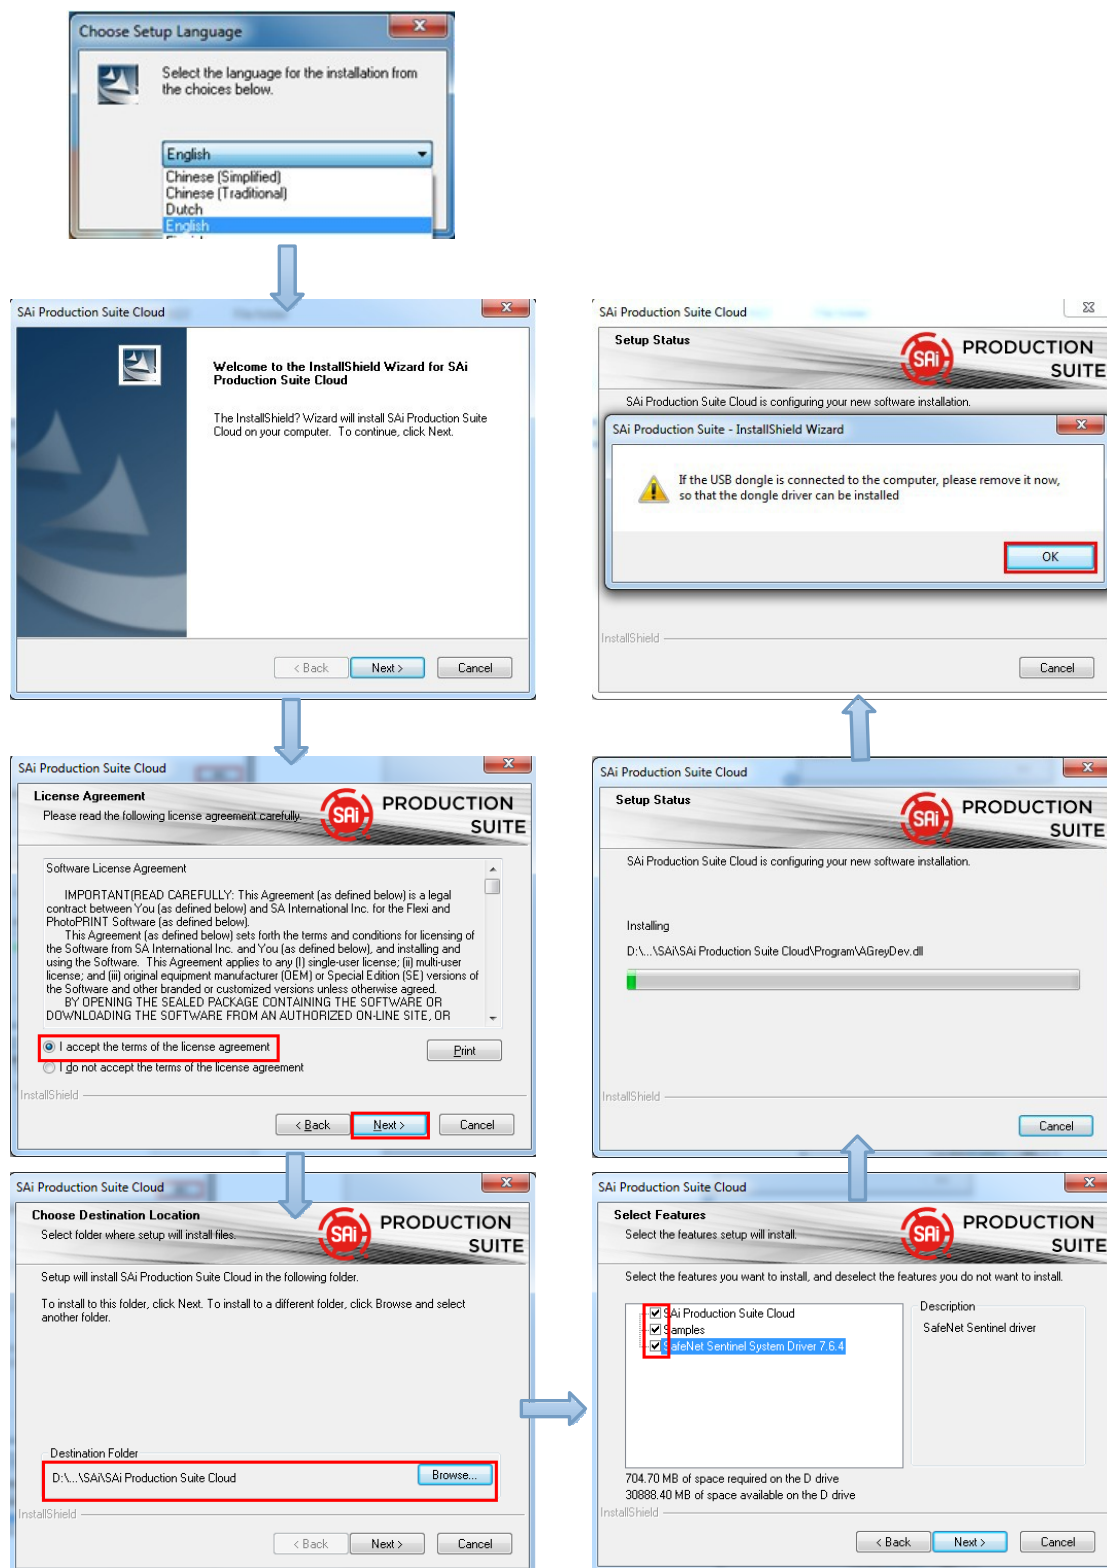 Choose Setup Language
Select the language for the installation from
the choices below.
English
Chinese (Simplified)
Chinese (Traditional)
Dutch
English
SAi Production Suite Cloud
Welcome to the InstallShield Wizard for SAi
Production Suite Cloud
The InstallShield? Wizard will install SAi Production Suite
Cloud on your computer. To continue, click Next.
< Back Next > Cancel
SAi Production Suite Cloud
License Agreement
Please read the following license agreement carefully.
SAi PRODUCTION
SUITE
Software License Agreement
IMPORTANT(READ CAREFULLY: This Agreement (as defined below) is a legal
contract between You (as defined below) and SA International Inc. for the Flexi and
PhotoPRINT Software (as defined below).
This Agreement (as defined below) sets forth the terms and conditions for licensing of
the Software from SA International Inc. and You (as defined below), and installing and
using the Software. This Agreement applies to any (I) single-user license; (ii) multi-user
license; and (iii) original equipment manufacturer (OEM) or Special Edition (SE) versions of
the Software and other branded or customized versions unless otherwise agreed.
BY OPENING THE SEALED PACKAGE CONTAINING THE SOFTWARE OR
DOWNLOADING THE SOFTWARE FROM AN AUTHORIZED ON-LINE SITE, OR
I accept the terms of the license agreement
Print
I do not accept the terms of the license agreement
InstallShield
< Back Next > Cancel
SAi Production Suite Cloud
Choose Destination Location
Select folder where setup will install files.
SAi PRODUCTION
SUITE
Setup will install SAi Production Suite Cloud in the following folder.
To install to this folder, click Next. To install to a different folder, click Browse and select
another folder.
Destination Folder
D:\...\SAi\SAi Production Suite Cloud
Browse...
InstallShield
< Back Next > Cancel
SAi Production Suite Cloud
Select Features
Select the features setup will install.
SAi PRODUCTION
SUITE
Select the features you want to install, and deselect the features you do not want to install.
SAi Production Suite Cloud
Samples
SafeNet Sentinel System Driver 7.6.4
Description
SafeNet Sentinel driver
704.70 MB of space required on the D drive
30888.40 MB of space available on the D drive
InstallShield
< Back Next > Cancel
SAi Production Suite Cloud
Setup Status
SAi PRODUCTION
SUITE
SAi Production Suite Cloud is configuring your new software installation.
Installing
D:\...\SAi\SAi Production Suite Cloud\Program\AGreyDev.dll
InstallShield
Cancel
SAi Production Suite Cloud
Setup Status
SAi PRODUCTION
SUITE
SAi Production Suite Cloud is configuring your new software installation.
SAi Production Suite - InstallShield Wizard
If the USB dongle is connected to the computer, please remove it now,
so that the dongle driver can be installed
OK
InstallShield
Cancel